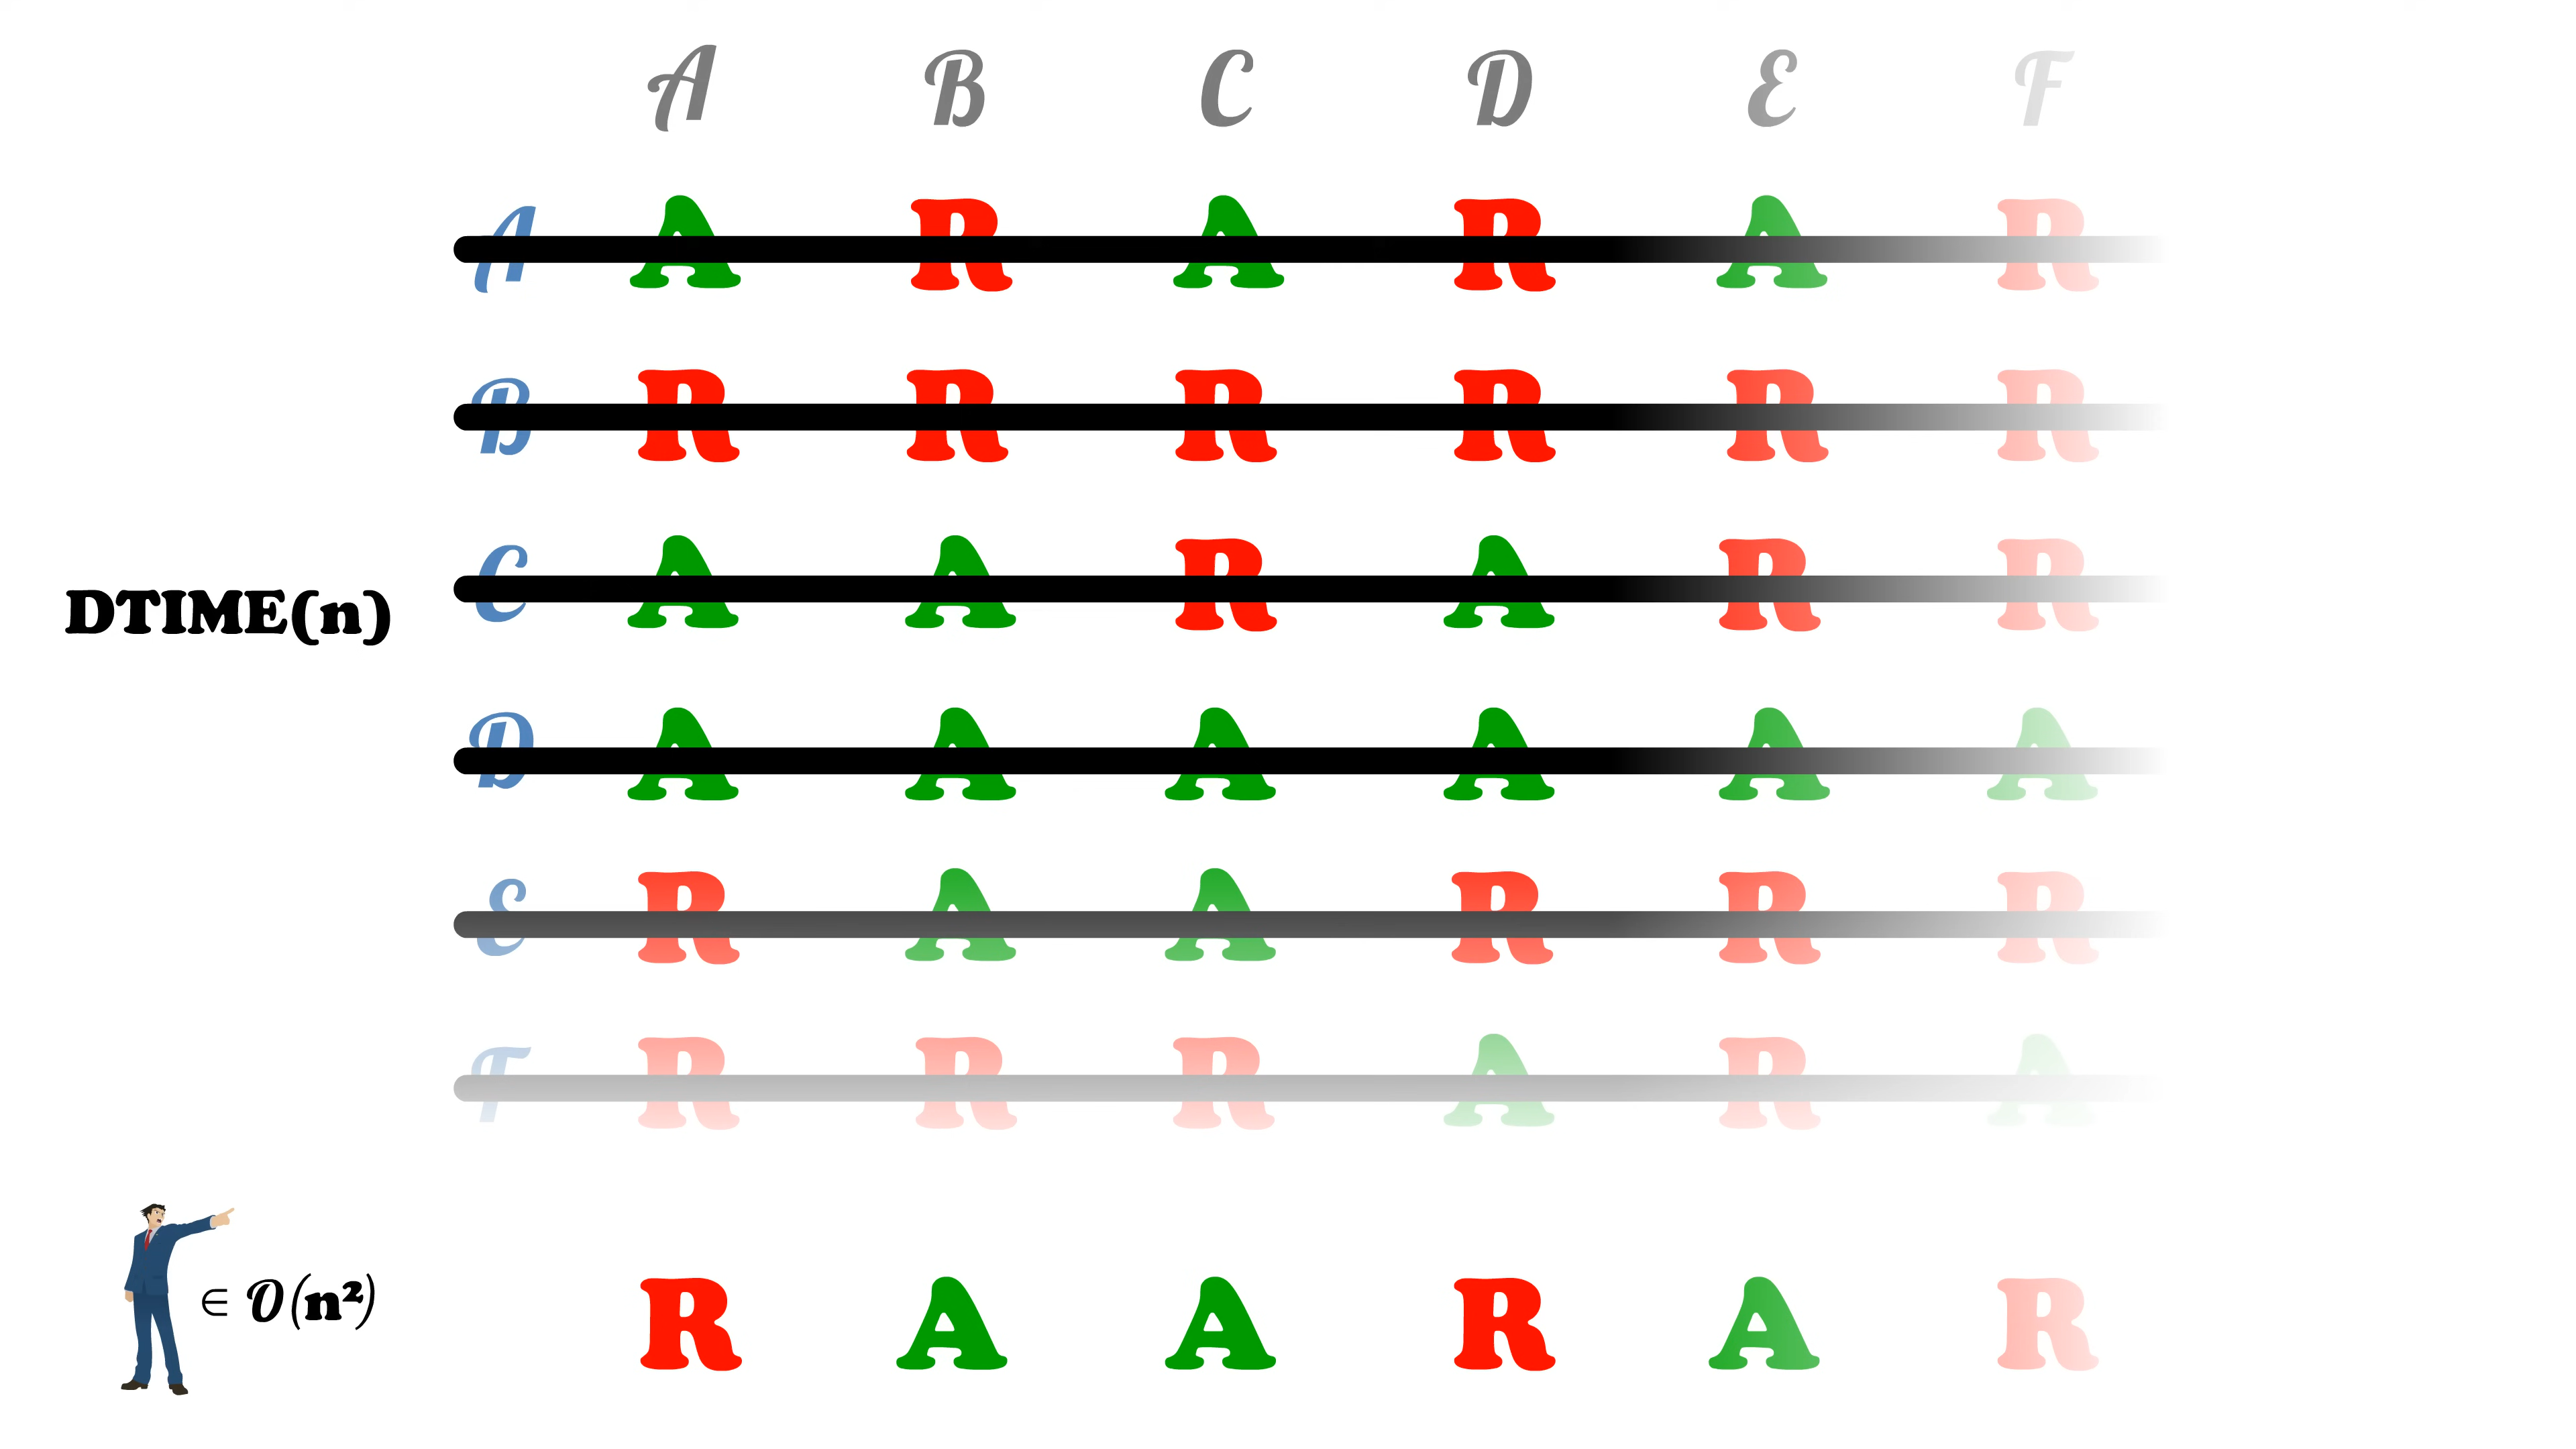 A B C D E F
A A R A R A R
B R R R R R R
C A A R A R R
DTIME(n)
D A A A A A A
E R A A R R R
F R R R A R A
∈ O(n²) R A A R A R